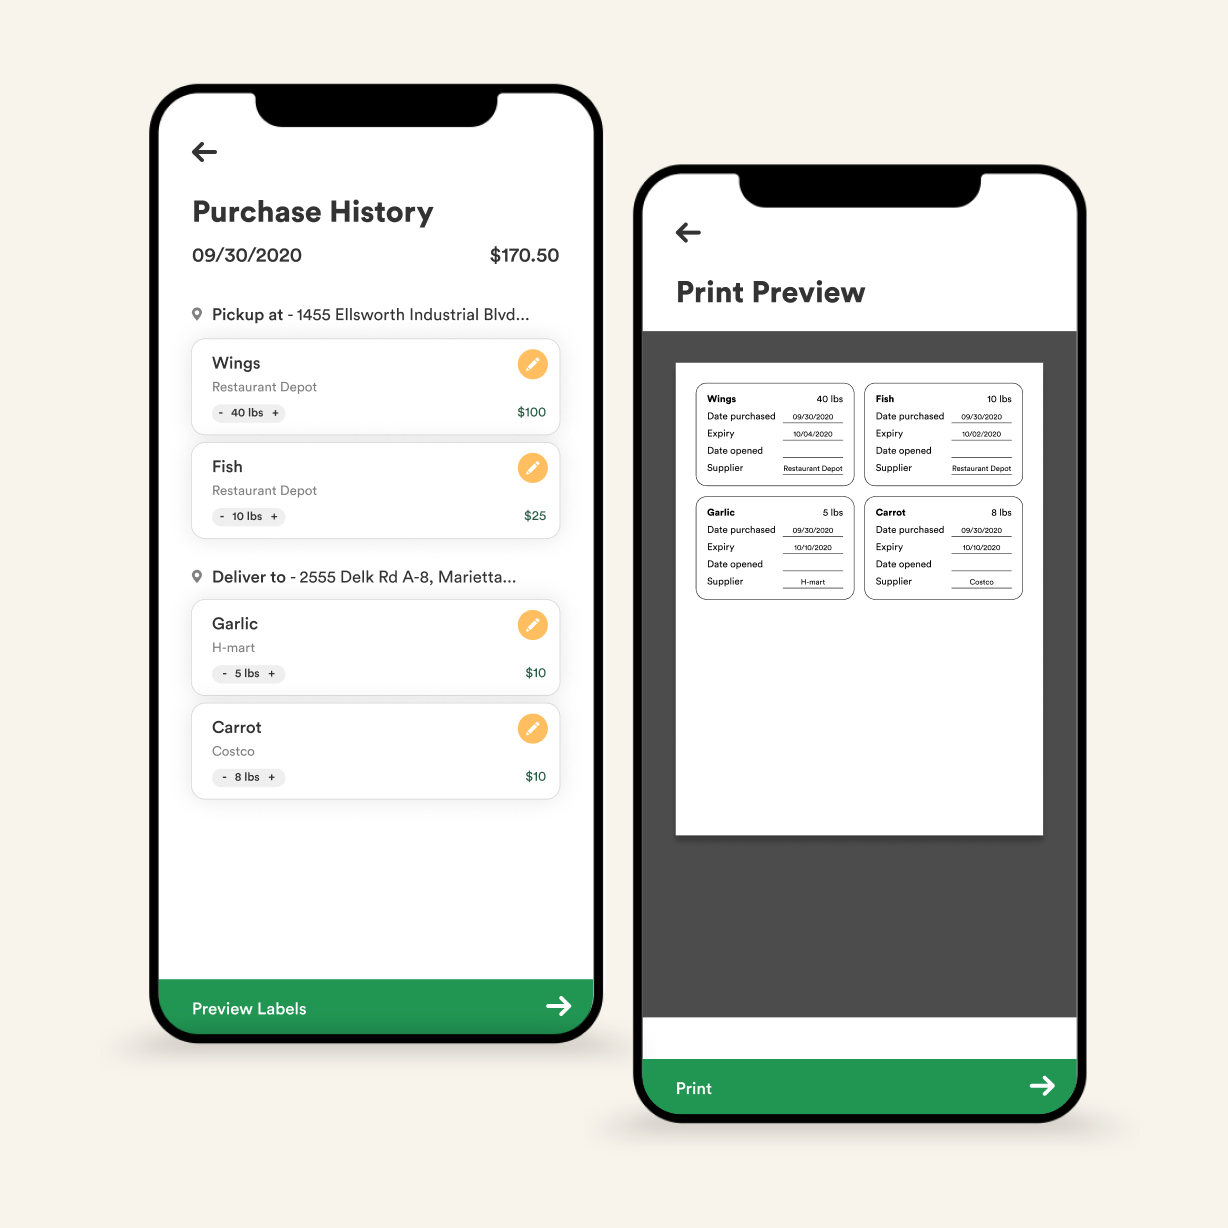 Purchase History
09/30/2020 $170.50
Pickup at - 1455 Ellsworth Industrial Blvd...
Wings
Restaurant Depot
- 40 lbs + $100
Fish
Restaurant Depot
- 10 lbs + $25
Deliver to - 2555 Delk Rd A-8, Marietta...
Garlic
H-mart
- 5 lbs + $10
Carrot
Costco
- 8 lbs + $10
Preview Labels
Print Preview
Wings 40 lbs
Date purchased 09/30/2020
Expiry 10/04/2020
Date opened
Supplier Restaurant Depot
Fish 10 lbs
Date purchased 09/30/2020
Expiry 10/02/2020
Date opened
Supplier Restaurant Depot
Garlic 5 lbs
Date purchased 09/30/2020
Expiry 10/10/2020
Date opened
Supplier H-mart
Carrot 8 lbs
Date purchased 09/30/2020
Expiry 10/10/2020
Date opened
Supplier Costco
Print